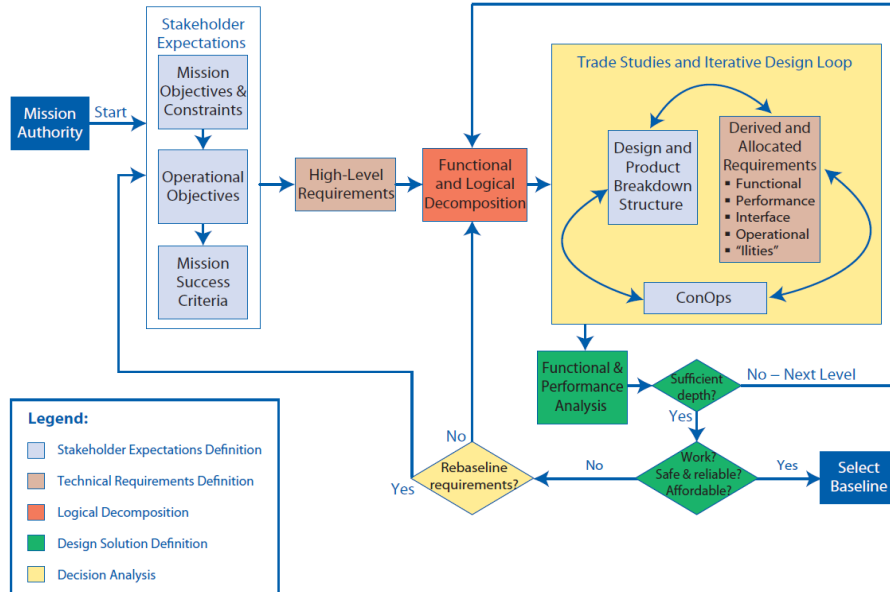 Stakeholder
Expectations
Mission
Objectives &
Constraints
Mission
Authority
Start
Operational
Objectives
Mission
Success
Criteria
High-Level
Requirements
Functional
and Logical
Decomposition
Trade Studies and Iterative Design Loop
Design and
Product
Breakdown
Structure
Derived and
Allocated
Requirements
▪ Functional
▪ Performance
▪ Interface
▪ Operational
▪ “Ilities”
ConOps
Functional &
Performance
Analysis
Sufficient
depth?
No – Next Level
Yes
Work?
Safe & reliable?
Affordable?
Yes
Select
Baseline
No
Rebaseline
requirements?
No
Yes
Legend:
Stakeholder Expectations Definition
Technical Requirements Definition
Logical Decomposition
Design Solution Definition
Decision Analysis